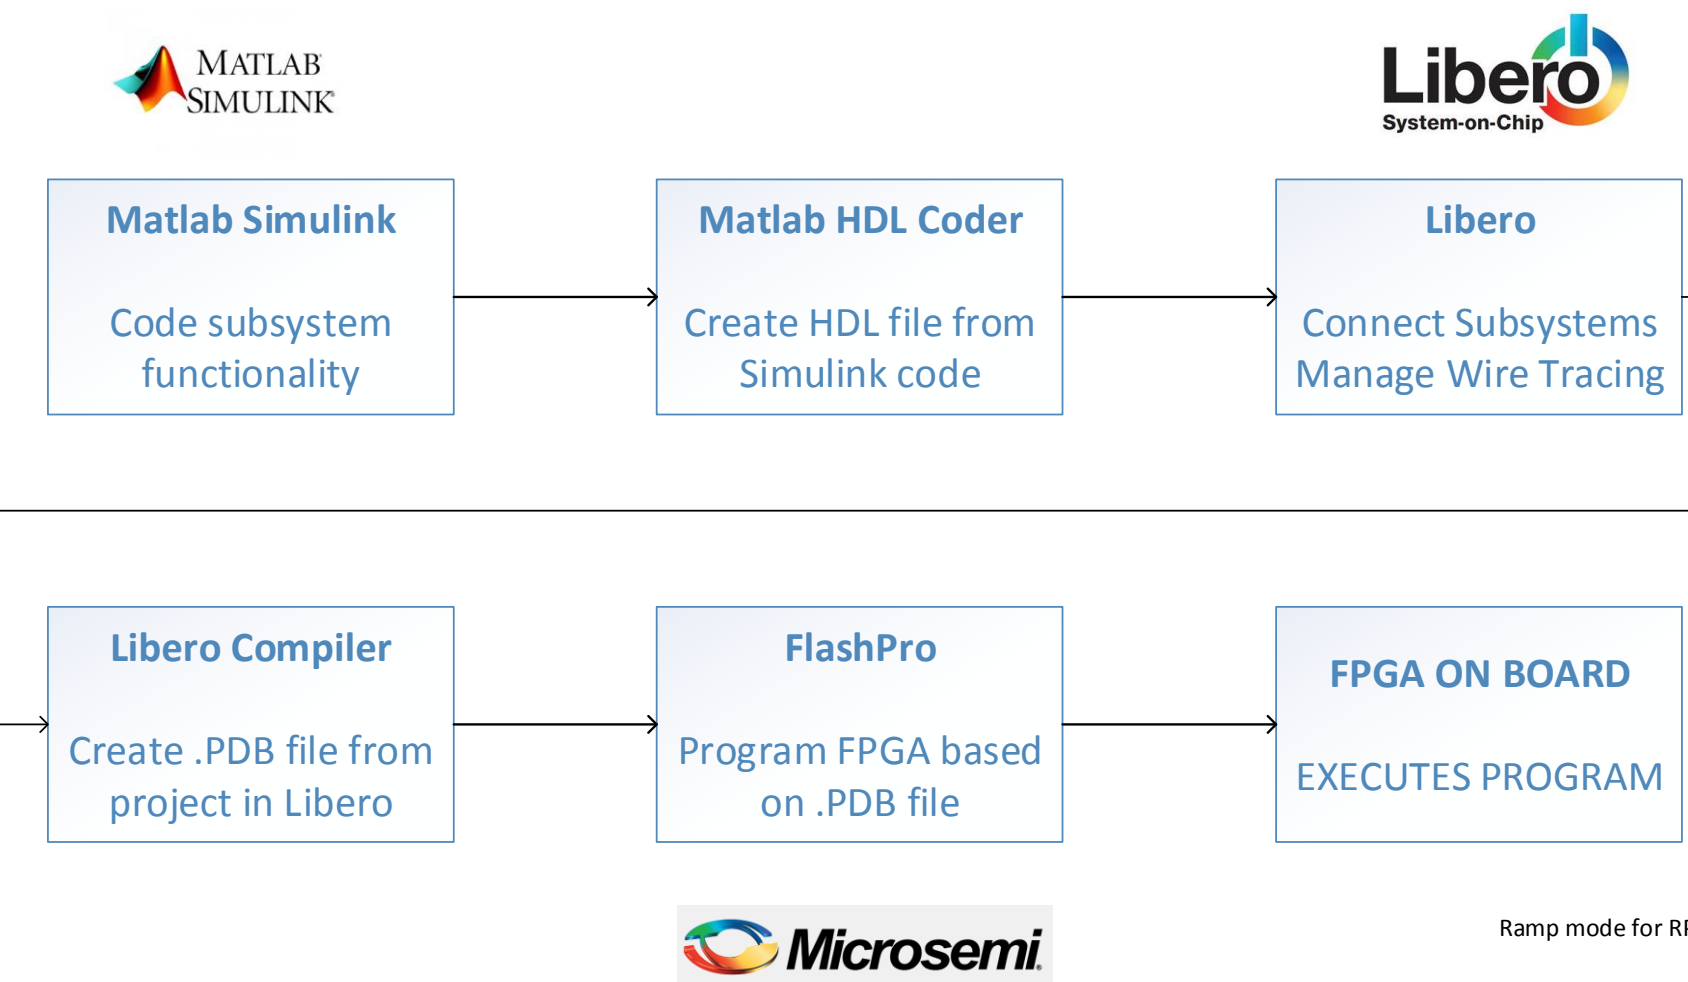 MATLAB
SIMULINK
Libero
System-on-Chip
Matlab Simulink
Code subsystem
functionality
Matlab HDL Coder
Create HDL file from
Simulink code
Libero
Connect Subsystems
Manage Wire Tracing
Libero Compiler
Create .PDB file from
project in Libero
FlashPro
Program FPGA based
on .PDB file
FPGA ON BOARD
EXECUTES PROGRAM
Microsemi
Ramp mode for